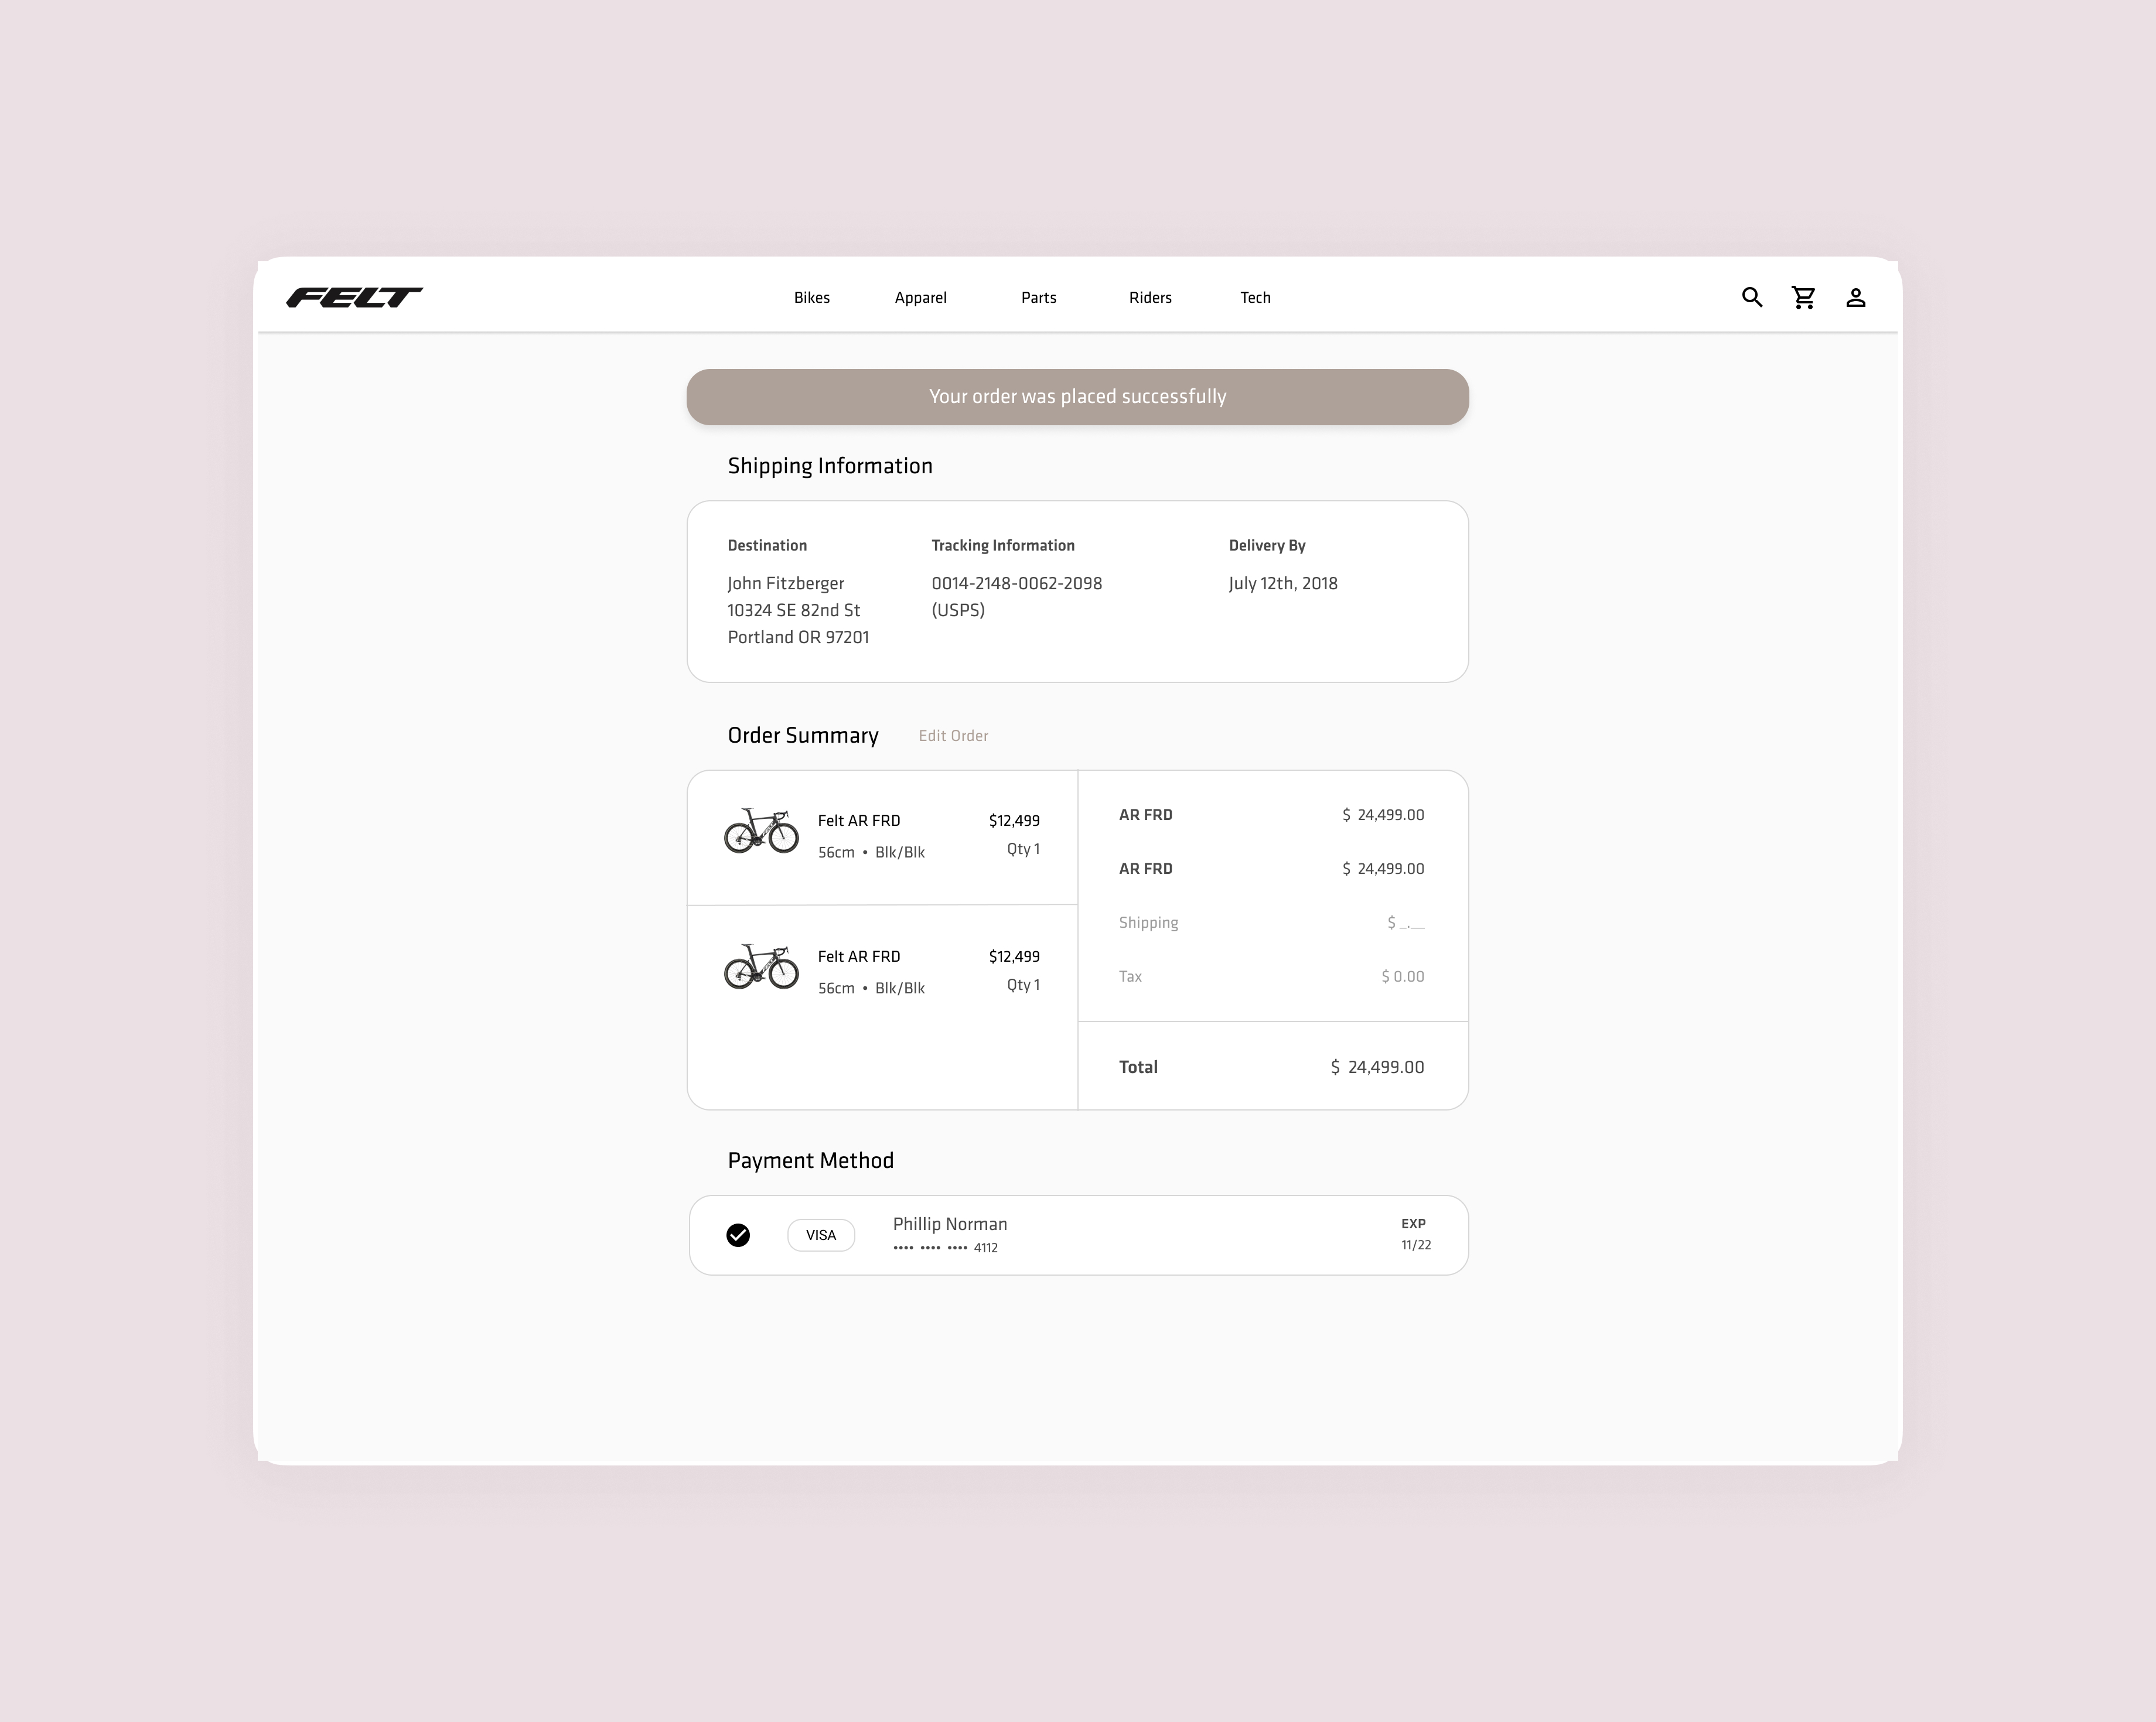 FELT
Bikes
Apparel
Parts
Riders
Tech
Your order was placed successfully
Shipping Information
Destination
John Fitzberger
10324 SE 82nd St
Portland OR 97201
Tracking Information
0014-2148-0062-2098
(USPS)
Delivery By
July 12th, 2018
Order Summary
Edit Order
Felt AR FRD
$12,499
56cm • Blk/Blk
Qty 1
Felt AR FRD
$12,499
56cm • Blk/Blk
Qty 1
AR FRD
$ 24,499.00
AR FRD
$ 24,499.00
Shipping
$ _.__
Tax
$ 0.00
Total
$ 24,499.00
Payment Method
VISA
Phillip Norman
•••• •••• •••• 4112
EXP
11/22